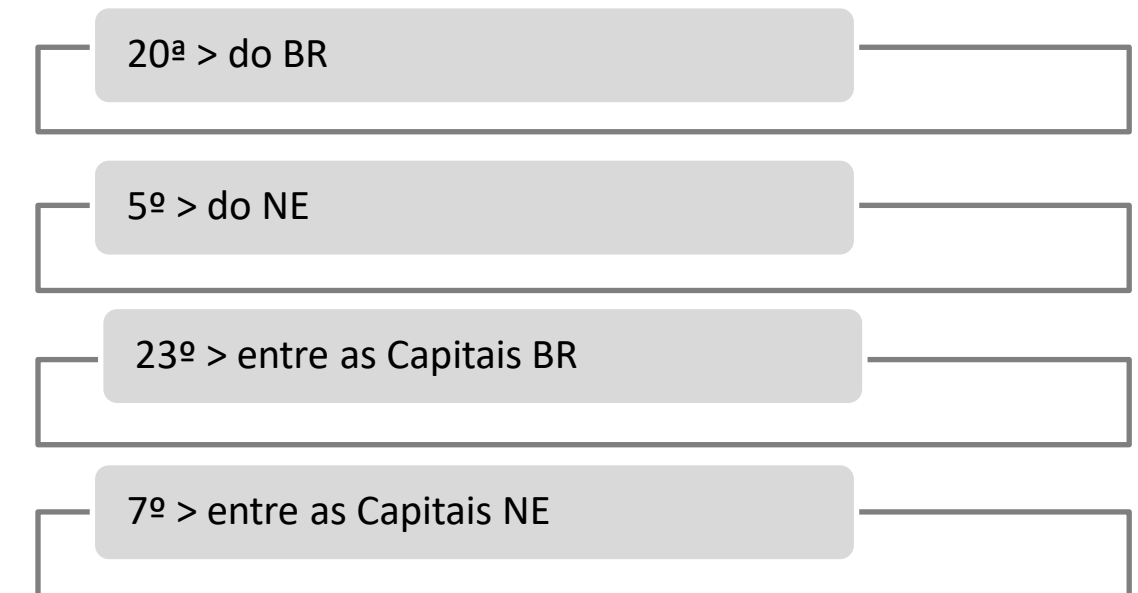 20ª > do BR
5º > do NE
23º > entre as Capitais BR
7º > entre as Capitais NE